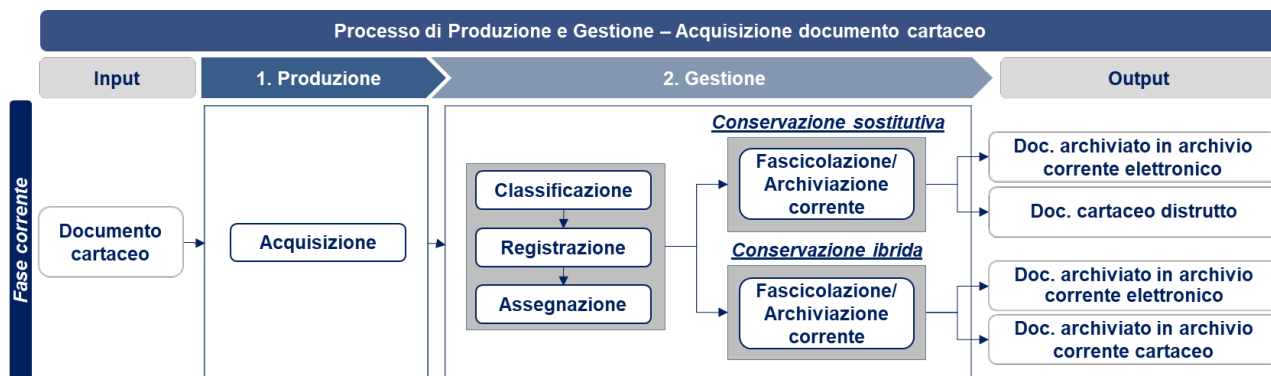 Processo di Produzione e Gestione – Acquisizione documento cartaceo
Input
1. Produzione
2. Gestione
Output
Fase corrente
Documento
cartaceo
Acquisizione
Classificazione
Registrazione
Assegnazione
Conservazione sostitutiva
Fascicolazione/
Archiviazione
corrente
Conservazione ibrida
Fascicolazione/
Archiviazione
corrente
Doc. archiviato in archivio
corrente elettronico
Doc. cartaceo distrutto
Doc. archiviato in archivio
corrente elettronico
Doc. archiviato in archivio
corrente cartaceo